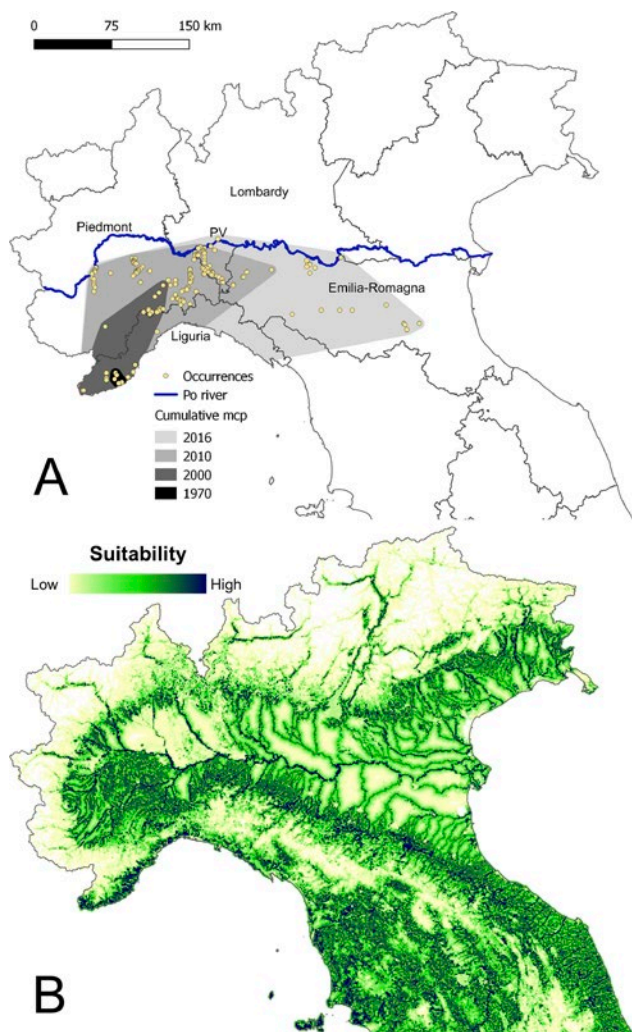 0 75 150 km
Lombardy
Piedmont
PV
Emilia-Romagna
Liguria
Occurrences
Po river
Cumulative mcp
2016
2010
2000
1970
A
Suitability
Low High
B